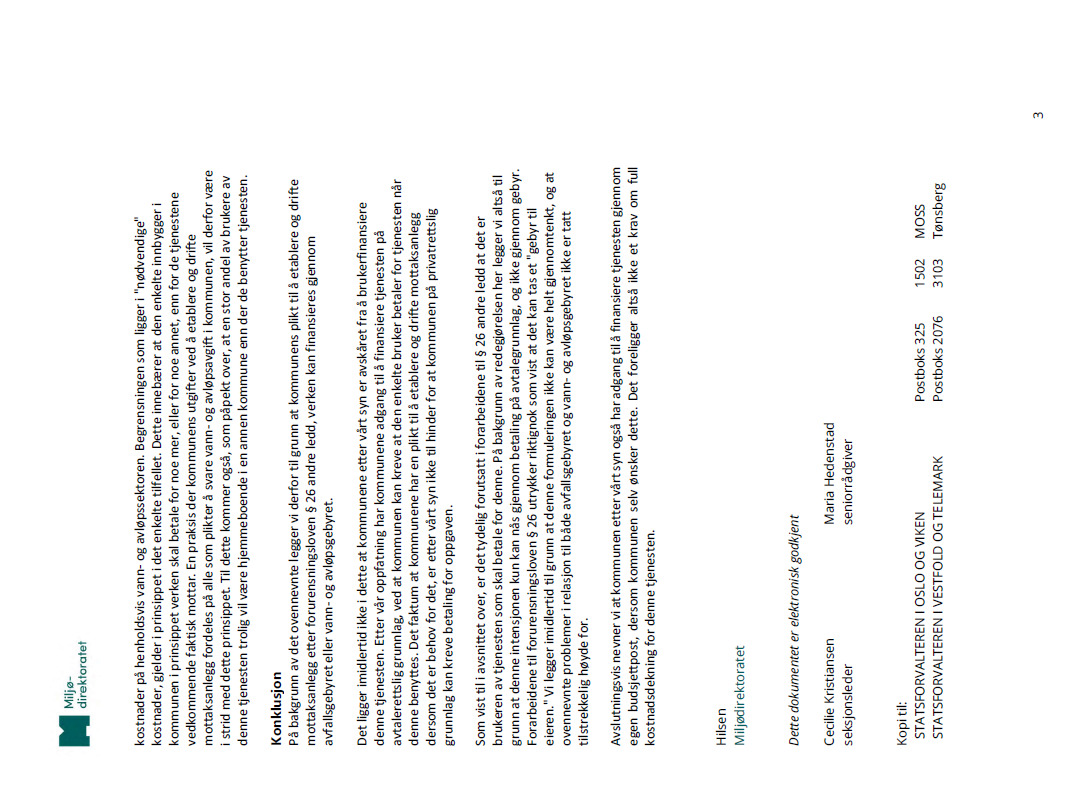 Miljø-
direktoratet
kostnader på henholdsvis vann- og avløpssektoren. Begrensningen som ligger i "nødvendige"
kostnader, gjelder i prinsippet i det enkelte tilfellet. Dette innebærer at den enkelte innbygger i
kommunen i prinsippet verken skal betale for noe mer, eller for noe annet, enn for de tjenestene
vedkommende faktisk mottar. En praksis der kommunens utgifter ved å etablere og drifte
mottaksanlegg fordeles på alle som plikter å svare vann- og avløpsavgift i kommunen, vil derfor være
i strid med dette prinsippet. Til dette kommer også, som påpekt over, at en stor andel av brukere av
denne tjenesten trolig vil være hjemmeboende i en annen kommune enn der de benytter tjenesten.
Konklusjon
På bakgrunn av det ovennevnte legger vi derfor til grunn at kommunens plikt til å etablere og drifte
mottaksanlegg etter forurensningsloven § 26 andre ledd, verken kan finansieres gjennom
avfallsgebyret eller vann- og avløpsgebyret.
Det ligger imidlertid ikke i dette at kommunene etter vårt syn er avskåret fra å brukerfinansiere
denne tjenesten. Etter vår oppfatning har kommunene adgang til å finansiere tjenesten på
avtalerettslig grunnlag, ved at kommunen kan kreve at den enkelte bruker betaler for tjenesten når
denne benyttes. Det faktum at kommunene har en plikt til å etablere og drifte mottaksanlegg
dersom det er behov for det, er etter vårt syn ikke til hinder for at kommunen på privatrettslig
grunnlag kan kreve betaling for oppgaven.
Som vist til i avsnittet over, er det tydelig forutsatt i forarbeidene til § 26 andre ledd at det er
brukeren av tjenesten som skal betale for denne. På bakgrunn av redegjørelsen her legger vi altså til
grunn at denne intensjonen kun kan nås gjennom betaling på avtalegrunnlag, og ikke gjennom gebyr.
Forarbeidene til forurensningsloven § 26 utrykker riktignok som vist at det kan tas et "gebyr til
eieren." Vi legger imidlertid til grunn at denne formuleringen ikke kan være helt gjennomtenkt, og at
ovennevnte problemer i relasjon til både avfallsgebyret og vann- og avløpsgebyret ikke er tatt
tilstrekkelig høyde for.
Avslutningsvis nevner vi at kommunen etter vårt syn også har adgang til å finansiere tjenesten gjennom
egen budsjettpost, dersom kommunen selv ønsker dette. Det foreligger altså ikke et krav om full
kostnadsdekning for denne tjenesten.
Hilsen
Miljødirektoratet
Dette dokumentet er elektronisk godkjent
Cecilie Kristiansen Maria Hedenstad
seksjonsleder seniorrådgiver
Kopi til:
STATSFORVALTEREN I OSLO OG VIKEN Postboks 325 1502 MOSS
STATSFORVALTEREN I VESTFOLD OG TELEMARK Postboks 2076 3103 Tønsberg
3